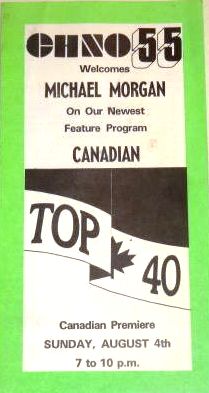 CHNO 55
Welcomes
MICHAEL MORGAN
On Our Newest
Feature Program
CANADIAN
TOP
40
Canadian Premiere
SUNDAY, AUGUST 4th
7 to 10 p.m.